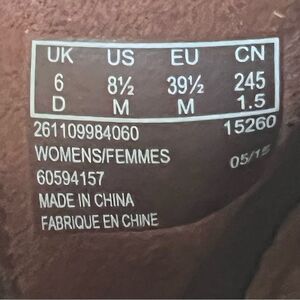 UK US EU CN
6 8½ 39½ 245
D M M 1.5
261109984060 15260
WOMENS/FEMMES
60594157 05/15
MADE IN CHINA
FABRIQUE EN CHINE